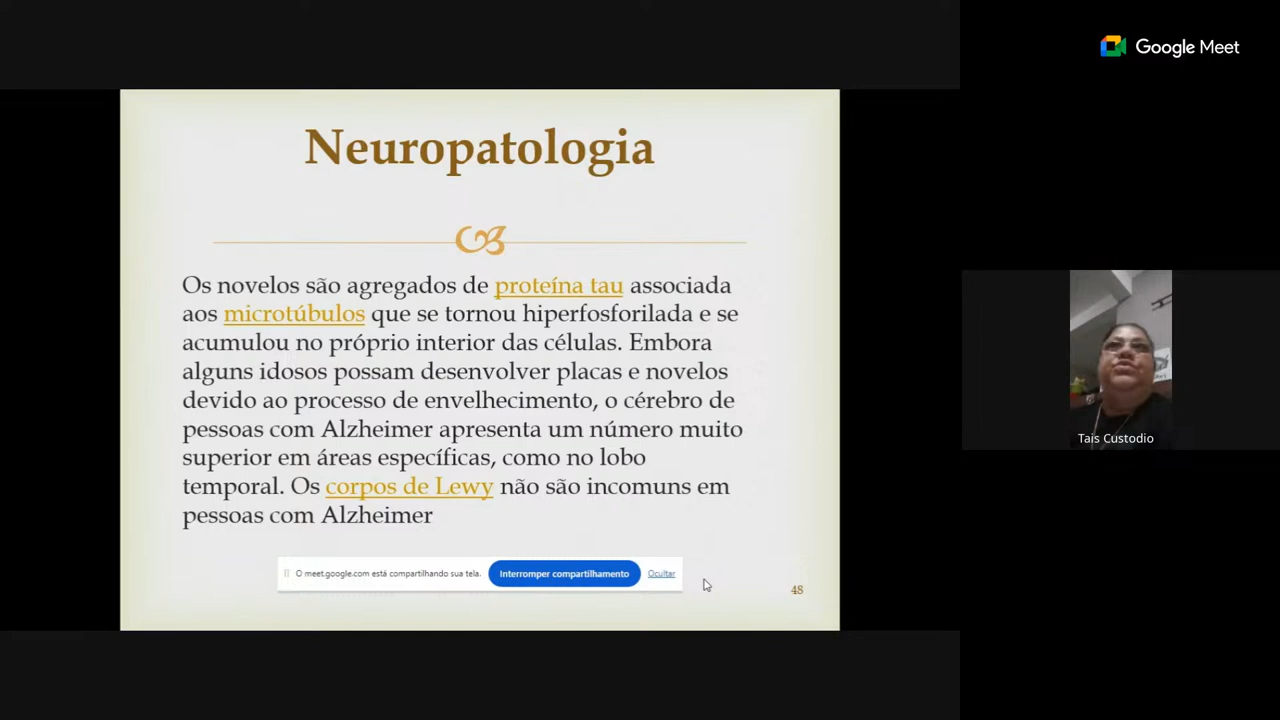 Google Meet
Neuropatologia
Os novelos são agregados de proteína tau associada
aos microtúbulos que se tornou hiperfosforilada e se
acumulou no próprio interior das células. Embora
alguns idosos possam desenvolver placas e novelos
devido ao processo de envelhecimento, o cérebro de
pessoas com Alzheimer apresenta um número muito
superior em áreas específicas, como no lobo
temporal. Os corpos de Lewy não são incomuns em
pessoas com Alzheimer
O meet.google.com está compartilhando sua tela. Interromper compartilhamento Ocultar
48
Tais Custodio